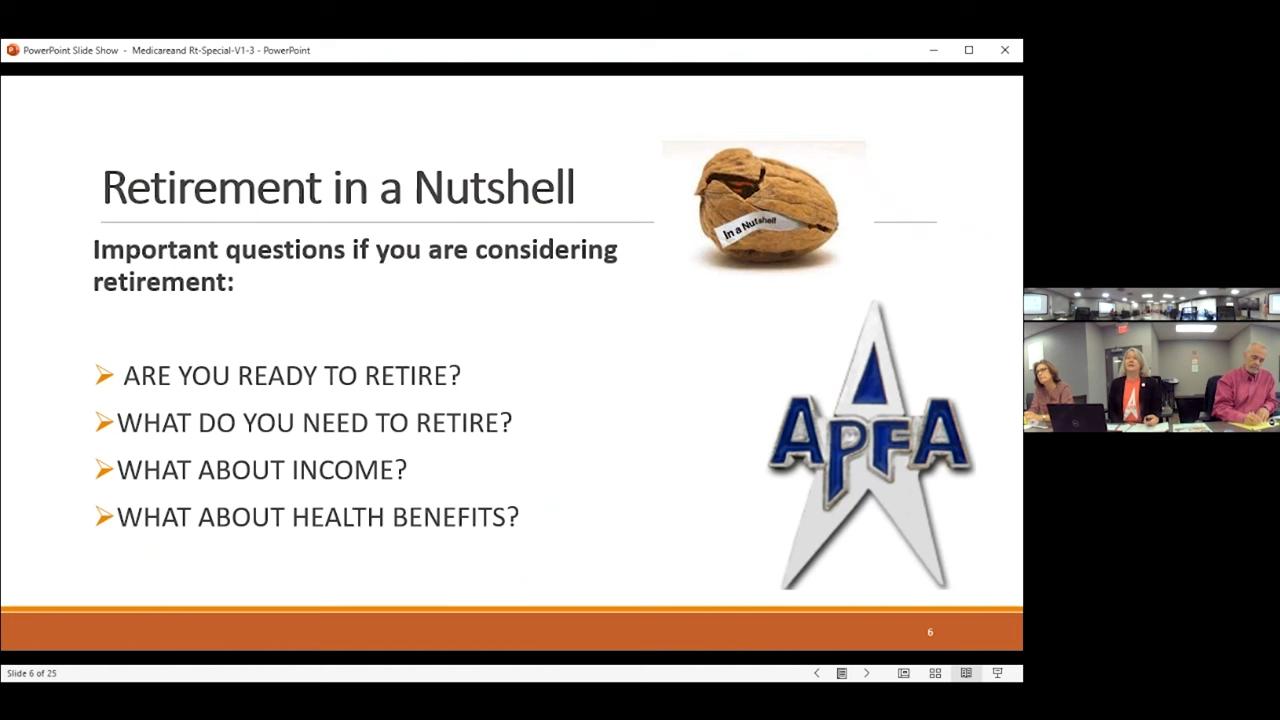 PowerPoint Slide Show - Medicareand Rt-Special-V1-3 - PowerPoint
Retirement in a Nutshell
In a Nutshell
Important questions if you are considering
retirement:
ARE YOU READY TO RETIRE?
WHAT DO YOU NEED TO RETIRE?
WHAT ABOUT INCOME?
WHAT ABOUT HEALTH BENEFITS?
APFA
6
Slide 6 of 25